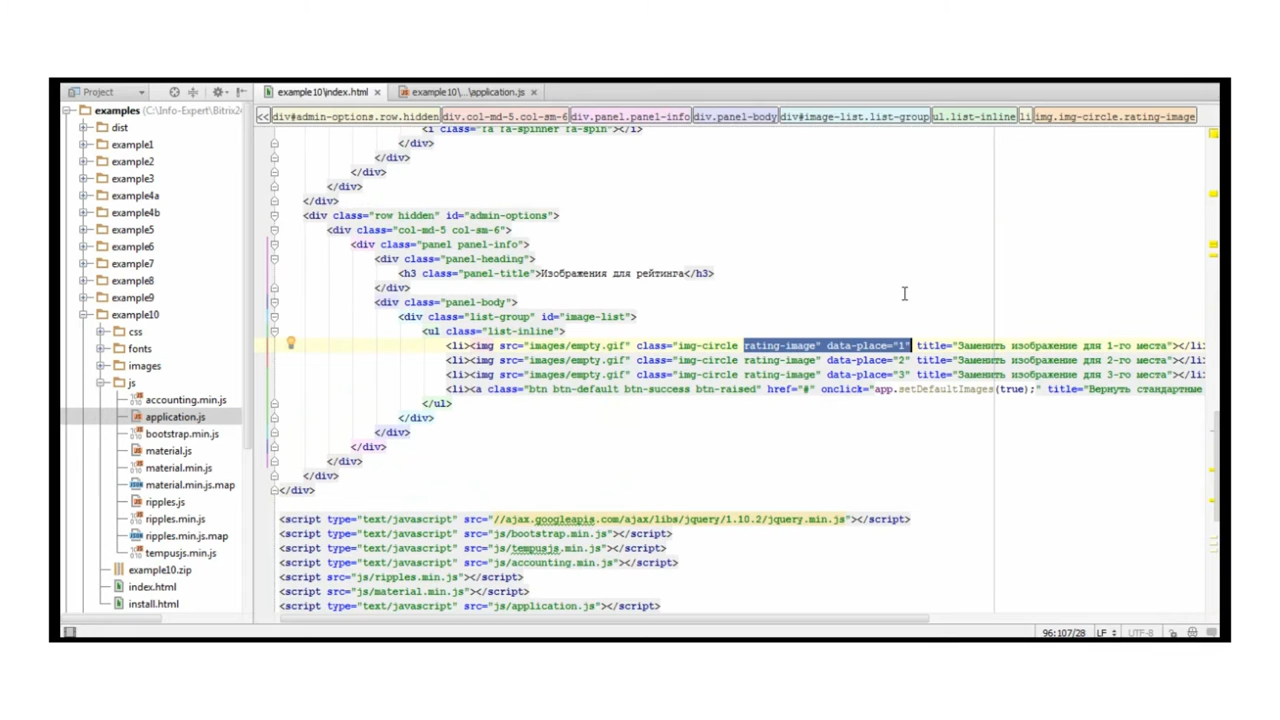 Project
example10\index.html
example10\...\application.js
<<
div#admin-options.row.hidden
div.col-md-5.col-sm-6
div.panel.panel-info
div.panel-body
div#image-list.list-group
ul.list-inline
li
img.img-circle.rating-image
examples (C:\Info-Expert\Bitrix24
dist
example1
example2
example3
example4a
example4b
example5
example6
example7
example8
example9
example10
css
fonts
images
js
accounting.min.js
application.js
bootstrap.min.js
material.js
material.min.js
material.min.js.map
ripples.js
ripples.min.js
ripples.min.js.map
tempusjs.min.js
example10.zip
index.html
install.html
<i class="fa fa-spinner fa-spin"></i>
</div>
</div>
</div>
</div>
</div>
<div class="row hidden" id="admin-options">
<div class="col-md-5 col-sm-6">
<div class="panel panel-info">
<div class="panel-heading">
<h3 class="panel-title">Изображения для рейтинга</h3>
</div>
<div class="panel-body">
<div class="list-group" id="image-list">
<ul class="list-inline">
<li><img src="images/empty.gif" class="img-circle rating-image" data-place="1" title="Заменить изображение для 1-го места"></li>
<li><img src="images/empty.gif" class="img-circle rating-image" data-place="2" title="Заменить изображение для 2-го места"></li>
<li><img src="images/empty.gif" class="img-circle rating-image" data-place="3" title="Заменить изображение для 3-го места"></li>
<li><a class="btn btn-default btn-success btn-raised" href="#" onclick="app.setDefaultImages(true);" title="Вернуть стандартные
</ul>
</div>
</div>
</div>
</div>
</div>
</div>
<script type="text/javascript" src="//ajax.googleapis.com/ajax/libs/jquery/1.10.2/jquery.min.js"></script>
<script type="text/javascript" src="js/bootstrap.min.js"></script>
<script type="text/javascript" src="js/tempusjs.min.js"></script>
<script type="text/javascript" src="js/accounting.min.js"></script>
<script src="js/ripples.min.js"></script>
<script src="js/material.min.js"></script>
<script type="text/javascript" src="js/application.js"></script>
96:107/28 LF UTF-8